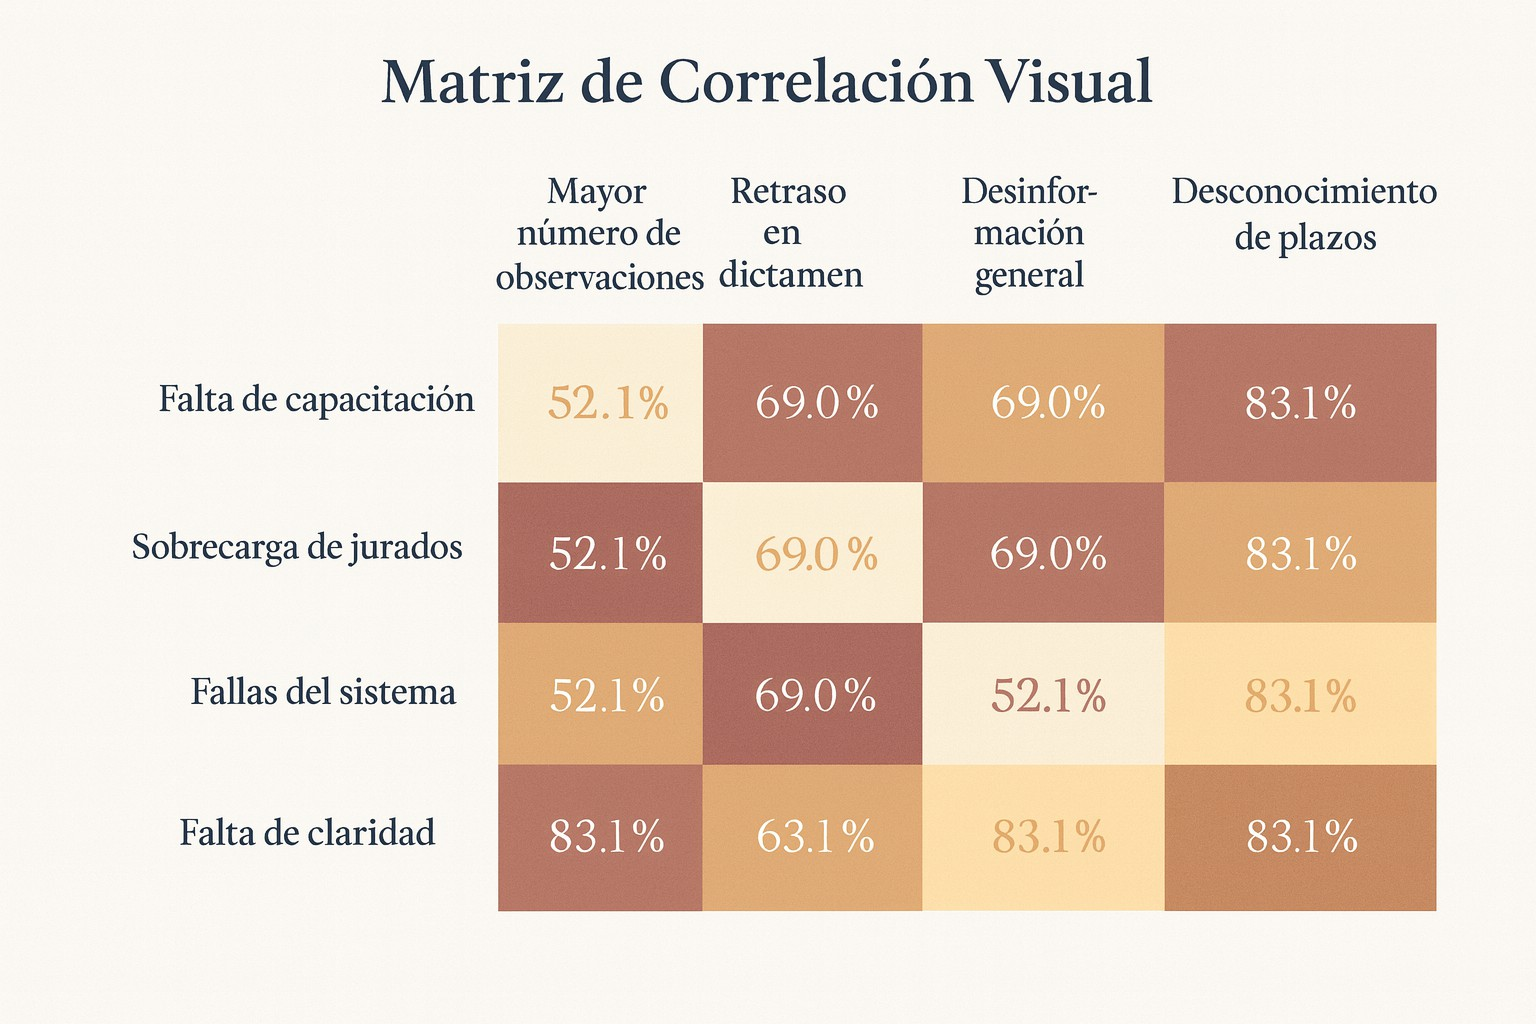 Matriz de Correlación Visual
Mayor
número de
observaciones
Retraso
en
dictamen
Desinfor-
mación
general
Desconocimiento
de plazos
Falta de capacitación 52.1% 69.0% 69.0% 83.1%
Sobrecarga de jurados 52.1% 69.0% 69.0% 83.1%
Fallas del sistema 52.1% 69.0% 52.1% 83.1%
Falta de claridad 83.1% 63.1% 83.1% 83.1%